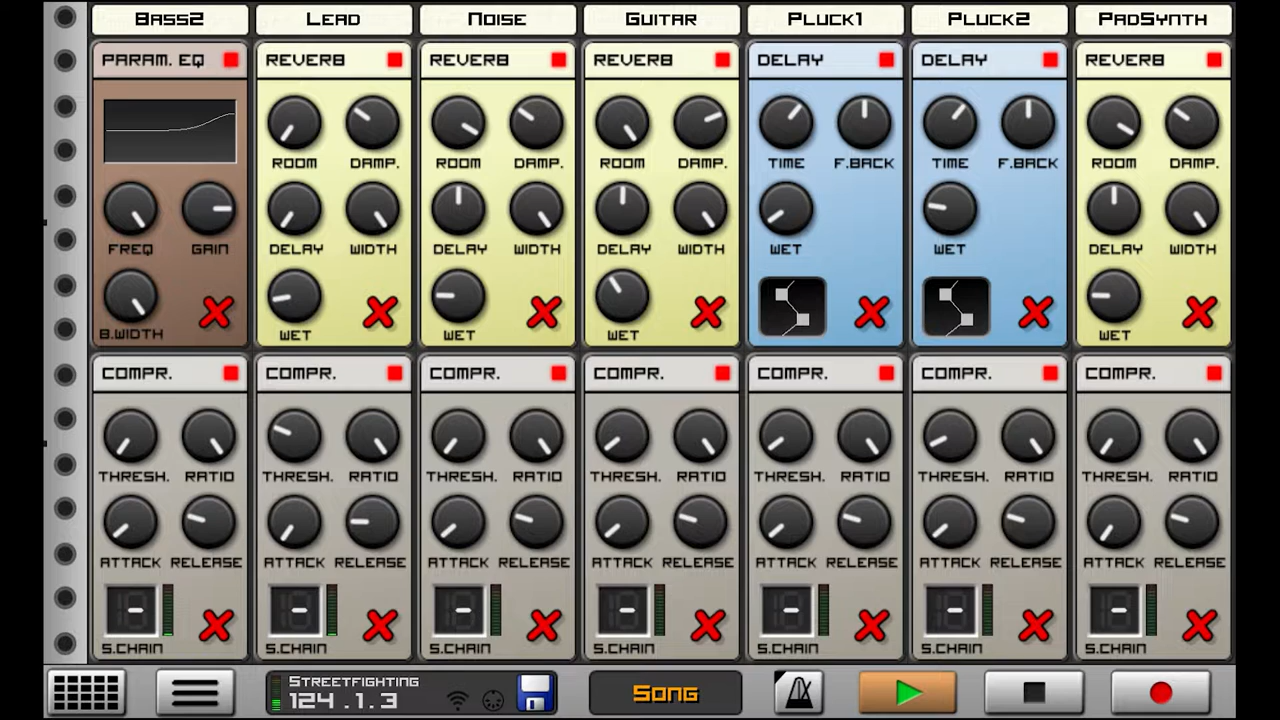 Bass2 Lead Noise Guitar Pluck1 Pluck2 PadSynth
PARAM. EQ REVERB REVERB REVERB DELAY DELAY REVERB
ROOM DAMP. ROOM DAMP. ROOM DAMP. TIME F.BACK TIME F.BACK ROOM DAMP.
FREQ GAIN DELAY WIDTH DELAY WIDTH DELAY WIDTH WET WET DELAY WIDTH
B.WIDTH WET WET WET WET
COMPR. COMPR. COMPR. COMPR. COMPR. COMPR. COMPR.
THRESH. RATIO THRESH. RATIO THRESH. RATIO THRESH. RATIO THRESH. RATIO THRESH. RATIO THRESH. RATIO
ATTACK RELEASE ATTACK RELEASE ATTACK RELEASE ATTACK RELEASE ATTACK RELEASE ATTACK RELEASE ATTACK RELEASE
- - - - - - -
S.CHAIN S.CHAIN S.CHAIN S.CHAIN S.CHAIN S.CHAIN S.CHAIN
STREETFIGHTING
124 .1.3
Song